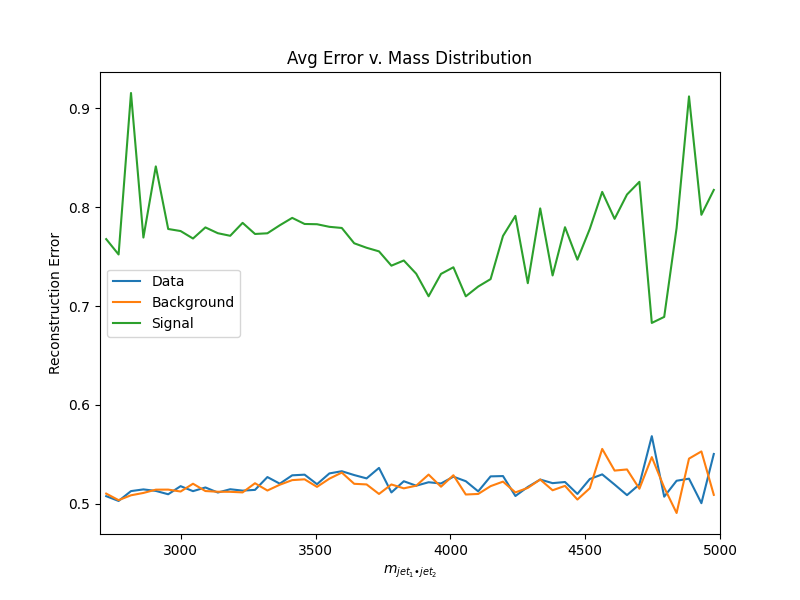 Avg Error v. Mass Distribution
0.9
0.8
0.7
0.6
0.5
Reconstruction Error
Data
Background
Signal
3000 3500 4000 4500 5000
m_{jet_1•jet_2}